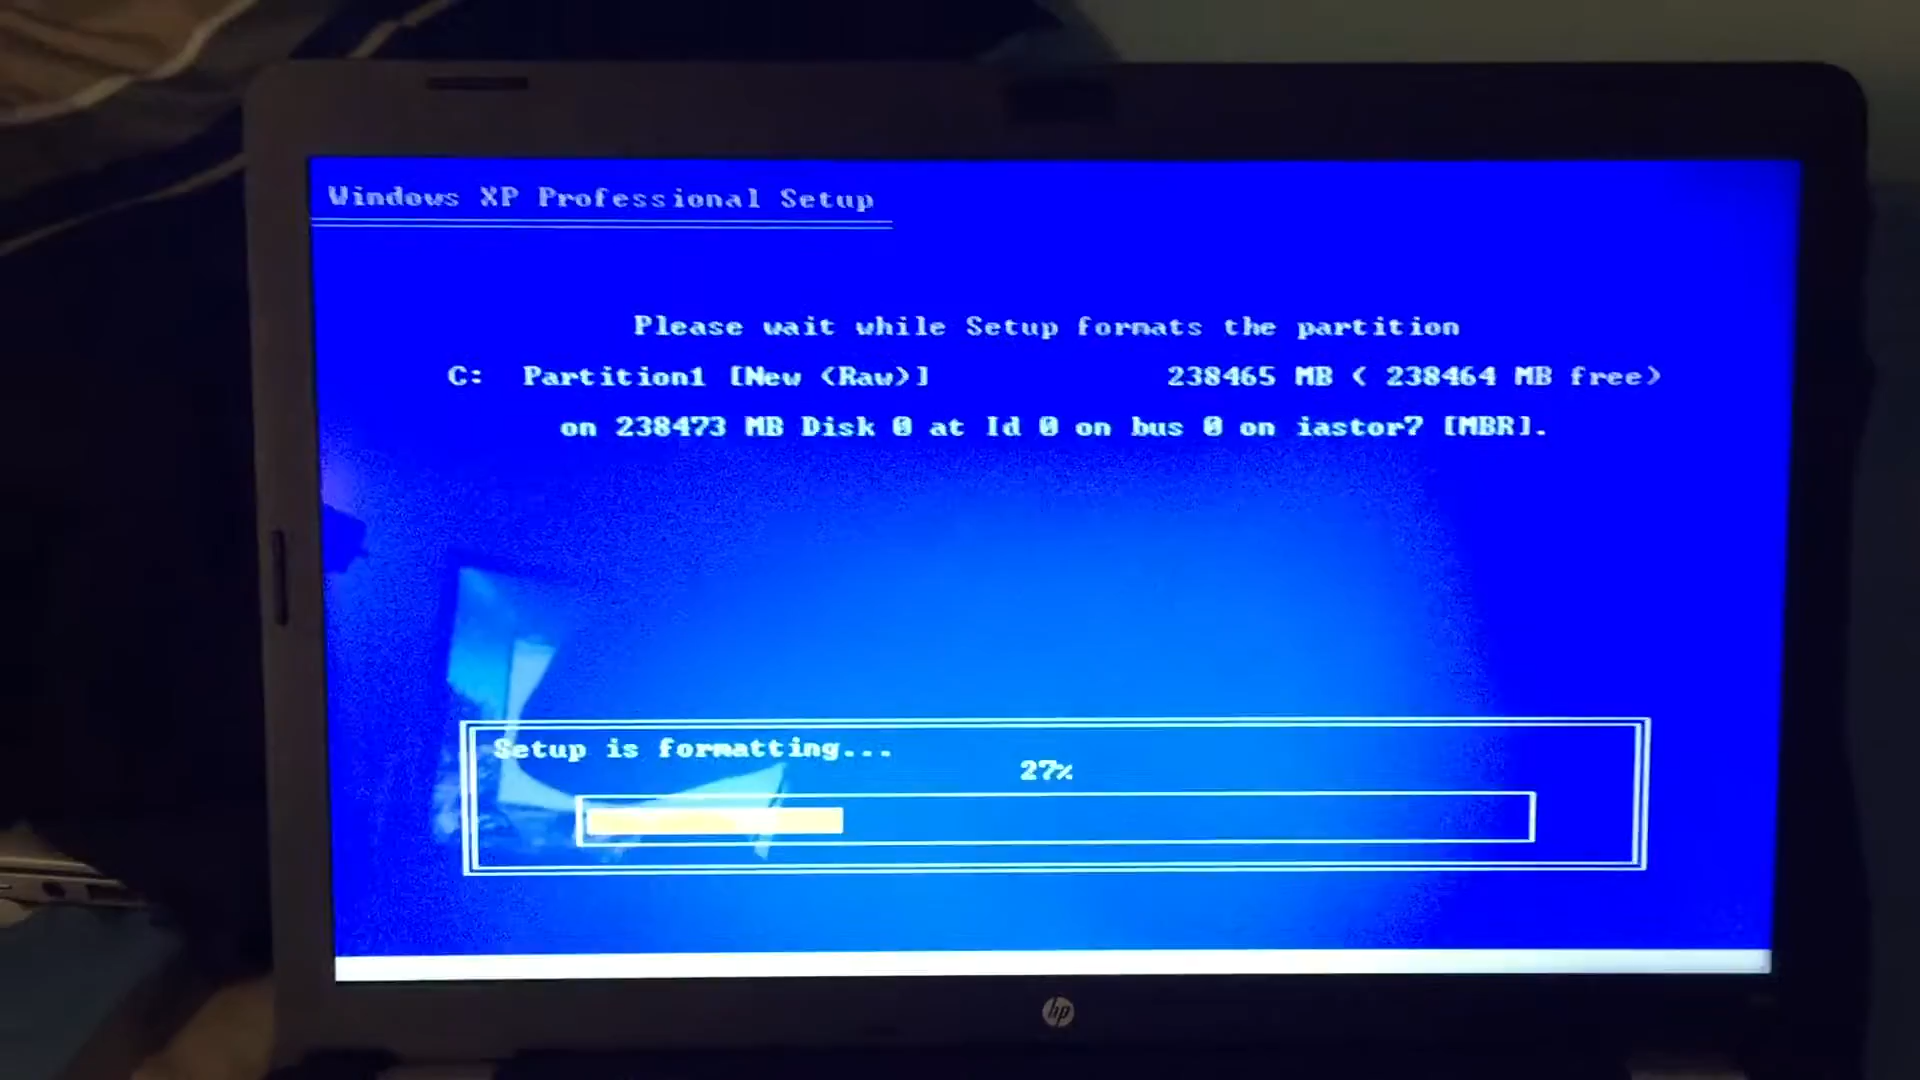 Windows XP Professional Setup
Please wait while Setup formats the partition
C: Partition1 [New (Raw)] 238465 MB ( 238464 MB free)
on 238473 MB Disk 0 at Id 0 on bus 0 on iastor7 [MBR].
Setup is formatting...
27%
hp